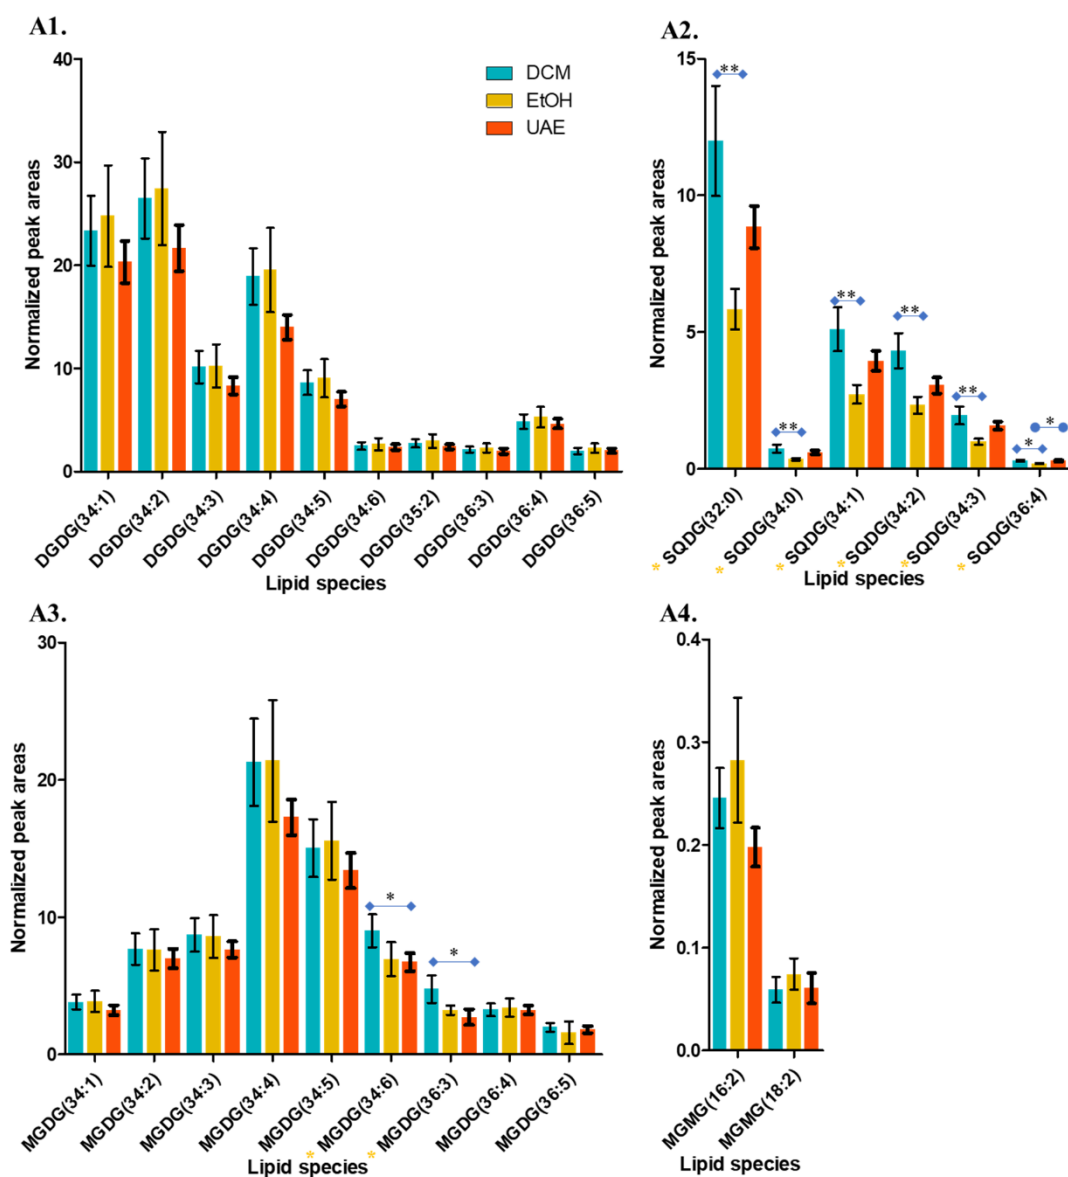 A1.
Normalized peak areas
40
30
20
10
0
DCM
EtOH
UAE
DGDG(34:1)
DGDG(34:2)
DGDG(34:3)
DGDG(34:4)
DGDG(34:5)
DGDG(34:6)
DGDG(35:2)
DGDG(36:3)
DGDG(36:4)
DGDG(36:5)
Lipid species
A2.
Normalized peak areas
15
10
5
0
**
**
**
**
**
*
*
* SQDG(32:0)
* SQDG(34:0)
* SQDG(34:1)
* SQDG(34:2)
* SQDG(34:3)
* SQDG(36:4)
Lipid species
A3.
Normalized peak areas
30
20
10
0
*
*
MGDG(34:1)
MGDG(34:2)
MGDG(34:3)
MGDG(34:4)
MGDG(34:5)
* MGDG(34:6)
* MGDG(36:3)
MGDG(36:4)
MGDG(36:5)
Lipid species
A4.
Normalized peak areas
0.4
0.3
0.2
0.1
0.0
MGMG(16:2)
MGMG(18:2)
Lipid species